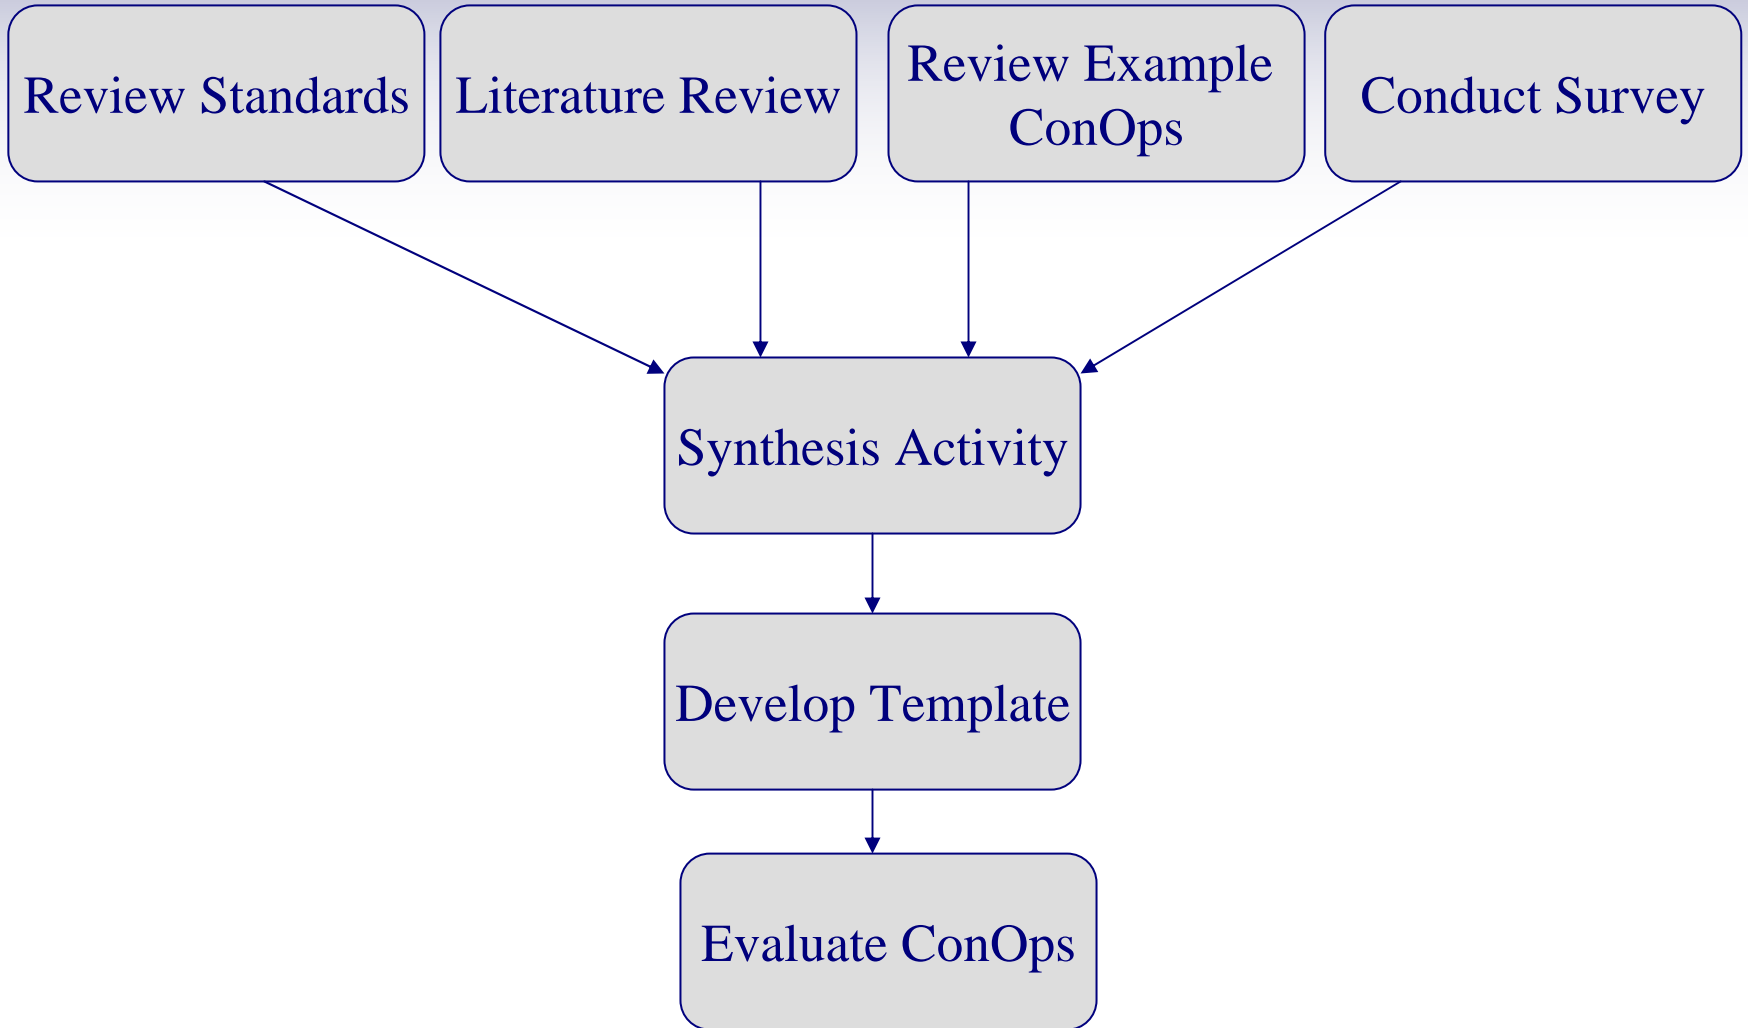 Review Standards
Literature Review
Review Example
ConOps
Conduct Survey
Synthesis Activity
Develop Template
Evaluate ConOps